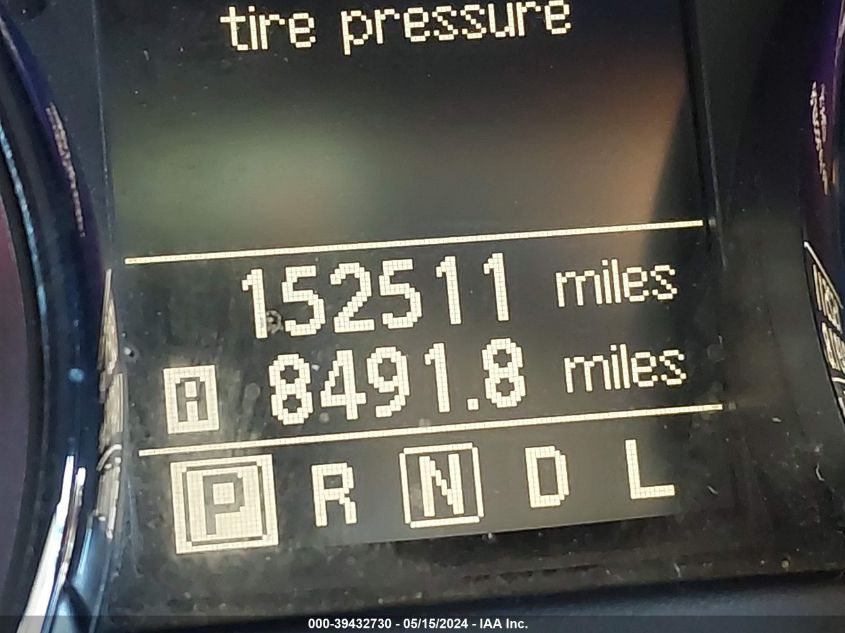 tire pressure
152511 miles
A 8491.8 miles
P R N D L
000-39432730 - 05/15/2024 - IAA Inc.